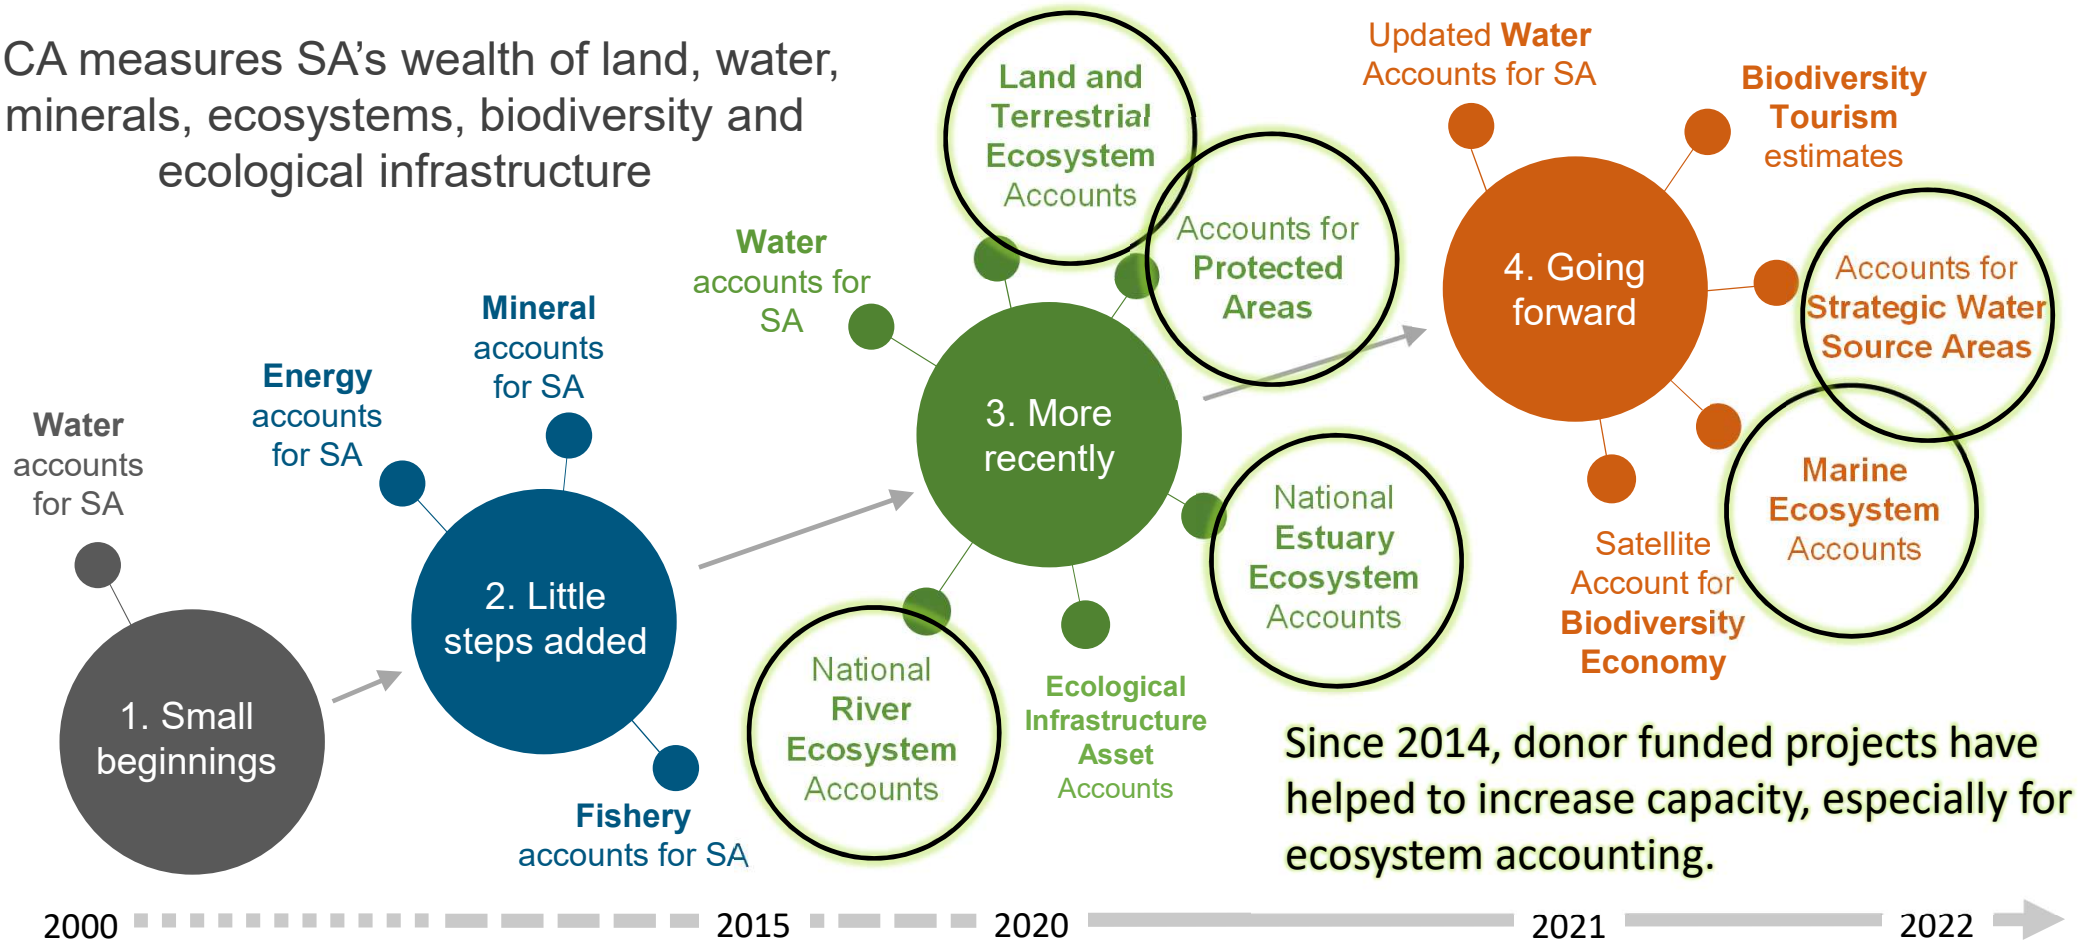 CA measures SA's wealth of land, water,
minerals, ecosystems, biodiversity and
ecological infrastructure
Water
accounts
for SA
1. Small
beginnings
Energy
accounts
for SA
Mineral
accounts
for SA
2. Little
steps added
Fishery
accounts for SA
Water
accounts for
SA
Land and
Terrestrial
Ecosystem
Accounts
Accounts for
Protected
Areas
3. More
recently
National
Estuary
Ecosystem
Accounts
National
River
Ecosystem
Accounts
Ecological
Infrastructure
Asset
Accounts
Updated Water
Accounts for SA
Biodiversity
Tourism
estimates
4. Going
forward
Accounts for
Strategic Water
Source Areas
Marine
Ecosystem
Accounts
Satellite
Account for
Biodiversity
Economy
Since 2014, donor funded projects have
helped to increase capacity, especially for
ecosystem accounting.
2000
2015
2020
2021
2022